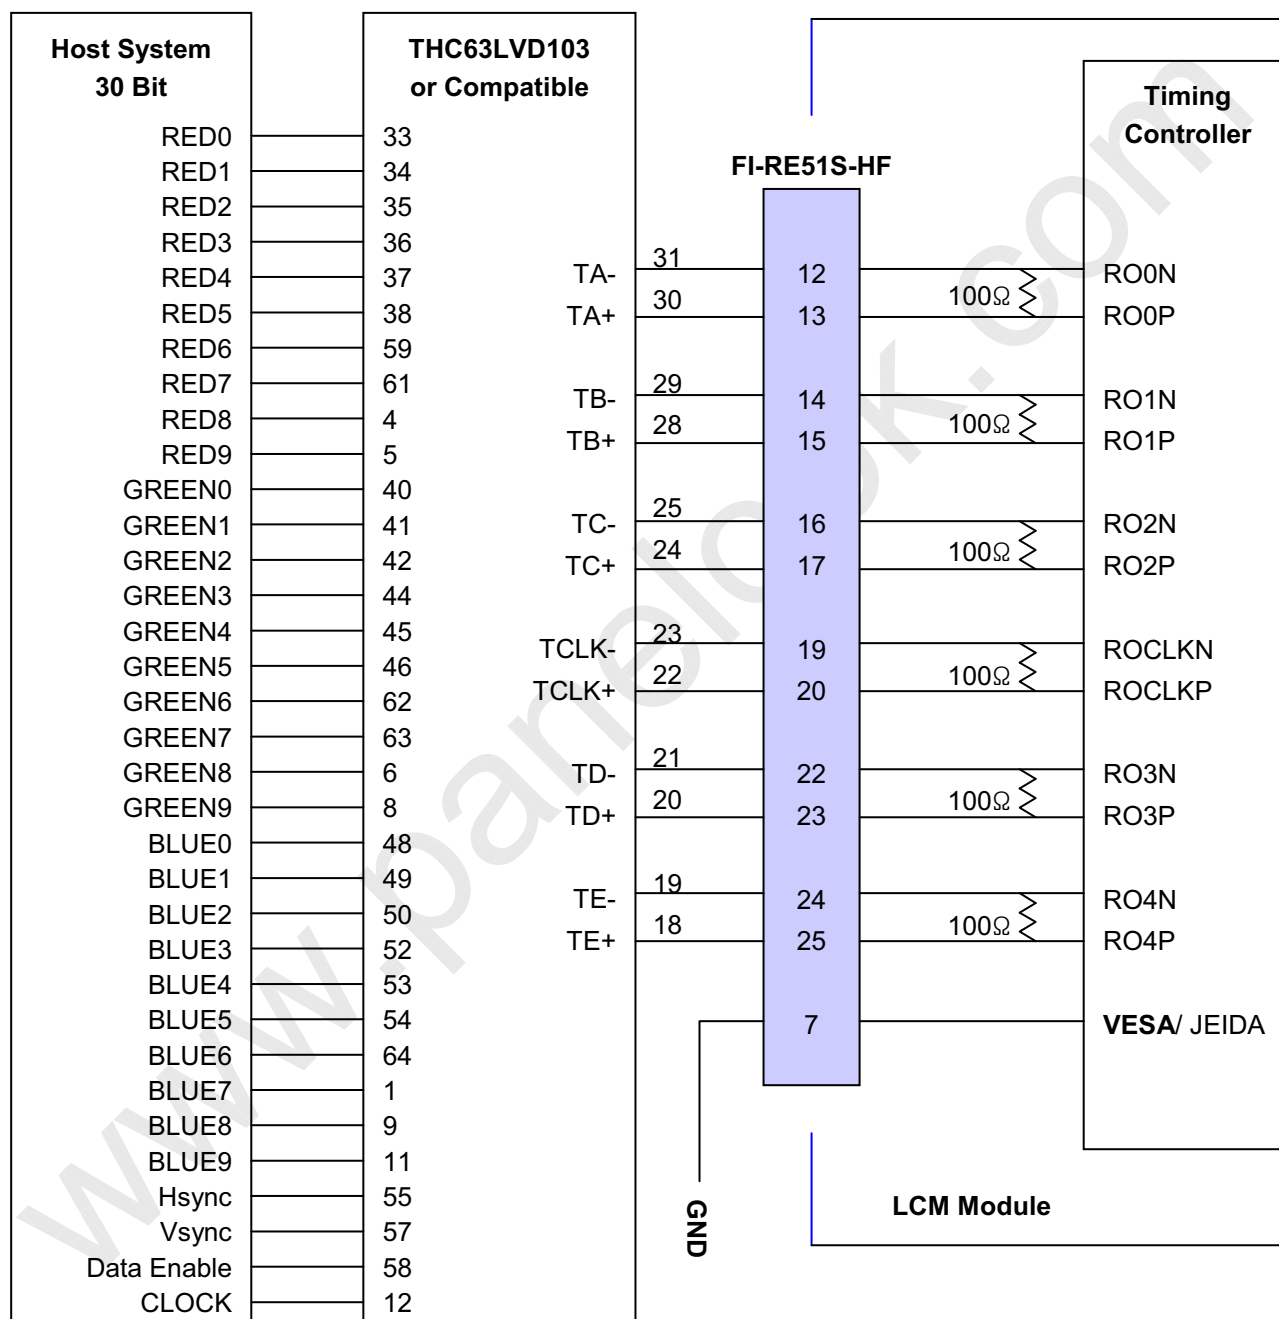 Host System
30 Bit
RED0
RED1
RED2
RED3
RED4
RED5
RED6
RED7
RED8
RED9
GREEN0
GREEN1
GREEN2
GREEN3
GREEN4
GREEN5
GREEN6
GREEN7
GREEN8
GREEN9
BLUE0
BLUE1
BLUE2
BLUE3
BLUE4
BLUE5
BLUE6
BLUE7
BLUE8
BLUE9
Hsync
Vsync
Data Enable
CLOCK
THC63LVD103
or Compatible
33
34
35
36
37
38
59
61
4
5
40
41
42
44
45
46
62
63
6
8
48
49
50
52
53
54
64
1
9
11
55
57
58
12
TA-
TA+
TB-
TB+
TC-
TC+
TCLK-
TCLK+
TD-
TD+
TE-
TE+
31
30
29
28
25
24
23
22
21
20
19
18
FI-RE51S-HF
12
13
14
15
16
17
19
20
22
23
24
25
7
GND
100Ω
100Ω
100Ω
100Ω
100Ω
100Ω
Timing
Controller
RO0N
RO0P
RO1N
RO1P
RO2N
RO2P
ROCLKN
ROCLKP
RO3N
RO3P
RO4N
RO4P
VESA/ JEIDA
LCM Module
www.panelook.com